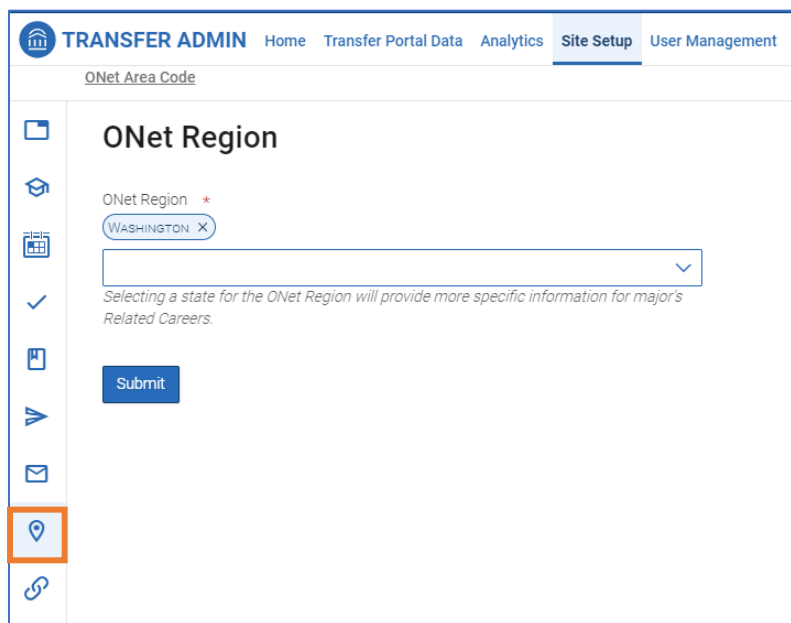 TRANSFER ADMIN Home Transfer Portal Data Analytics Site Setup User Management
ONet Area Code
ONet Region
ONet Region *
WASHINGTON X
Selecting a state for the ONet Region will provide more specific information for major's
Related Careers.
Submit